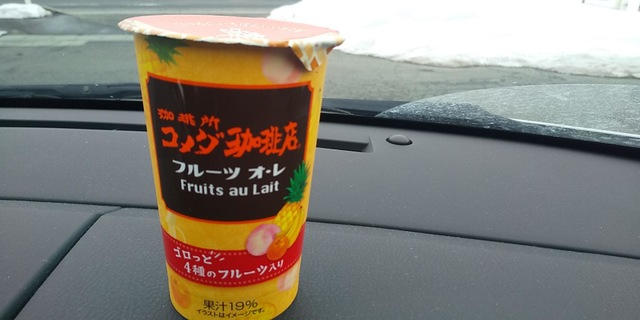 珈琲所
コメダ珈琲店
フルーツ オ・レ
Fruits au Lait
ゴロっと
4種のフルーツ入り
果汁19%
イラストはイメージです。